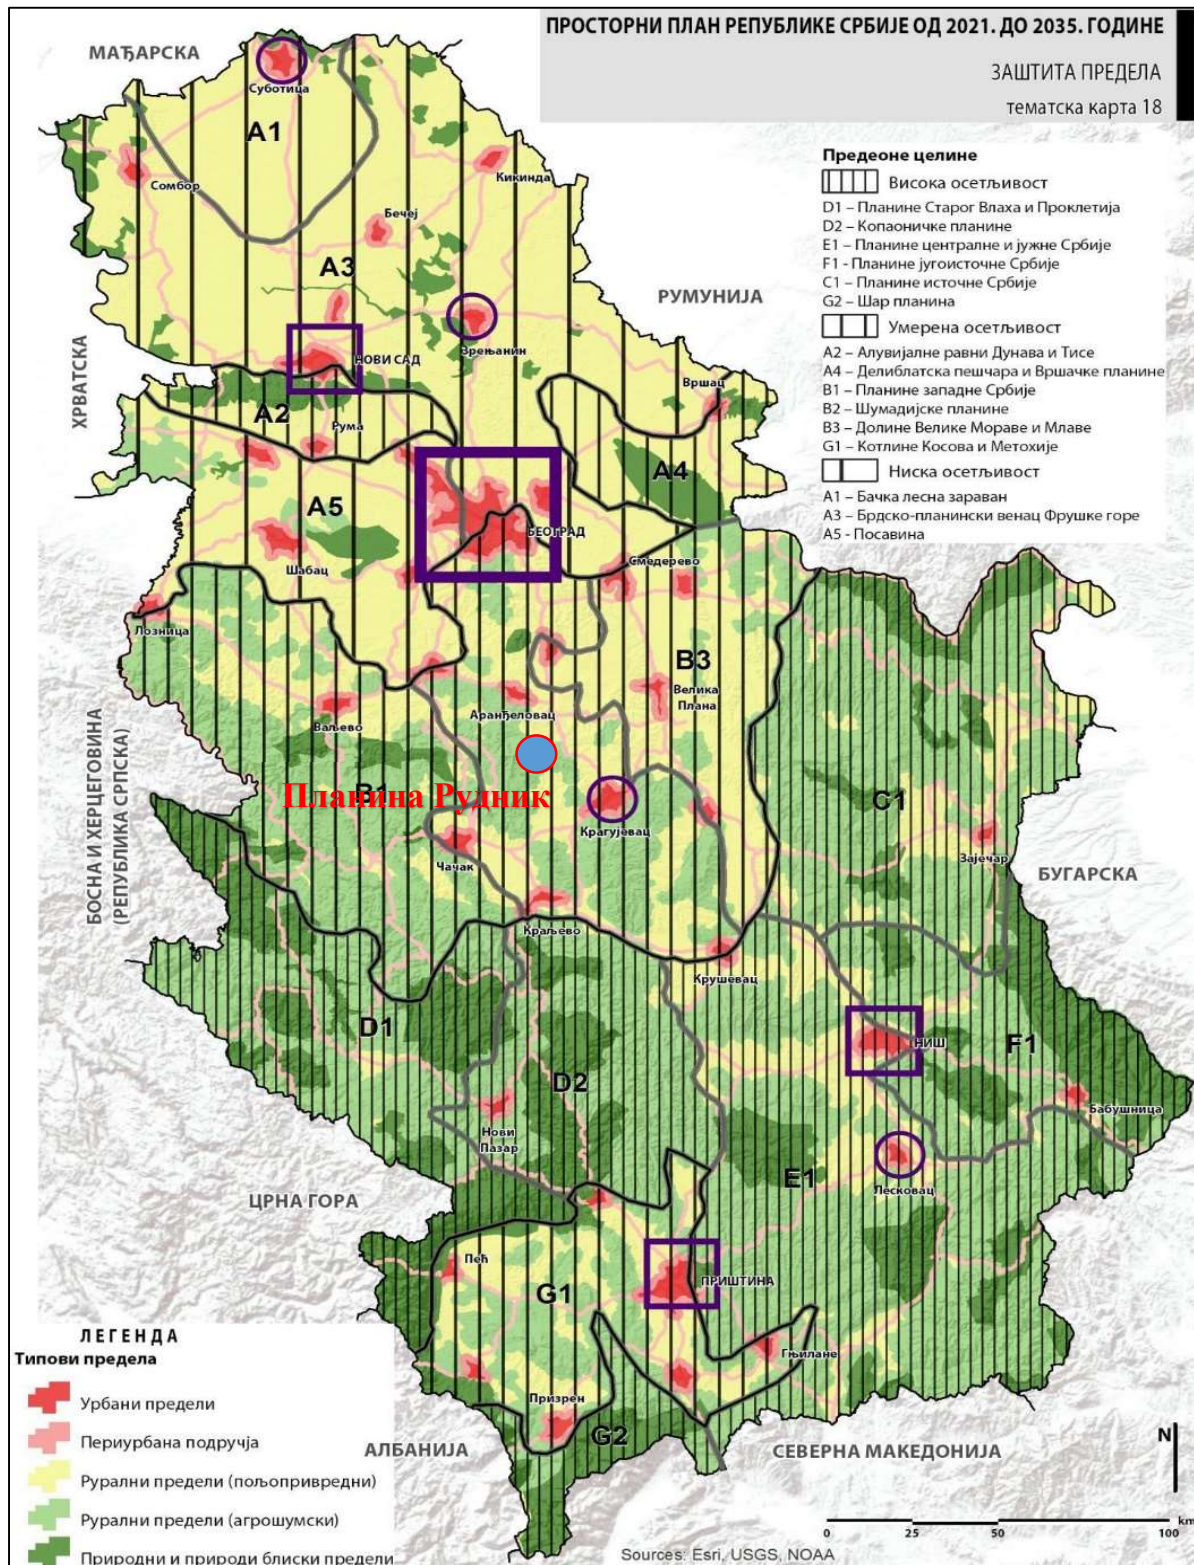 ПРОСТОРНИ ПЛАН РЕПУБЛИКЕ СРБИЈЕ ОД 2021. ДО 2035. ГОДИНЕ
ЗАШТИТА ПРЕДЕЛА
тематска карта 18
Предеоне целине
Висока осетљивост
D1 – Планине Старог Влаха и Проклетија
D2 – Копаоничке планине
E1 – Планине централне и јужне Србије
F1 - Планине југоисточне Србије
C1 – Планине источне Србије
G2 – Шар планина
Умерена осетљивост
A2 – Алувијалне равни Дунава и Тисе
A4 – Делиблатска пешчара и Вршачке планине
B1 – Планине западне Србије
B2 – Шумадијске планине
B3 – Долине Велике Мораве и Млаве
G1 – Котлине Косова и Метохије
Ниска осетљивост
A1 – Бачка лесна зараван
A3 – Брдско-планински венац Фрушке горе
A5 - Посавина
МАЂАРСКА
Суботица
A1
Сомбор
Кикинда
Бечеј
A3
РУМУНИЈА
ХРВАТСКА
Зрењанин
НОВИ САД
Вршац
A2
Рума
A4
A5
БЕОГРАД
Шабац
Смедерево
Лозница
B3
Велика
Плана
Ваљево
Аранђеловац
B1
Планина Рудник
C1
Крагујевац
Чачак
Зајечар
БОСНА И ХЕРЦЕГОВИНА
(РЕПУБЛИКА СРПСКА)
БУГАРСКА
Краљево
Крушевац
D1
НИШ
F1
D2
Бабушница
Нови
Пазар
E1
Лесковац
ЦРНА ГОРА
Пећ
ПРИШТИНА
G1
Гњилане
Призрен
G2
АЛБАНИЈА
СЕВЕРНА МАКЕДОНИЈА
ЛЕГЕНДА
Типови предела
Урбани предели
Периурбана подручја
Рурални предели (пољопривредни)
Рурални предели (агрошумски)
Природни и природи блиски предели
N
0 25 50 100 km
Sources: Esri, USGS, NOAA